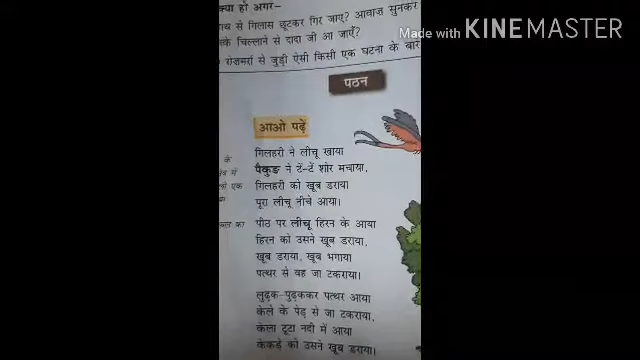 क्या हो अगर–
से गिलास छूटकर गिर जाए? आवाज़ सुनकर
के चिल्लाने से दादा जी आ जाएँ?
रोज़मर्रा से जुड़ी ऐसी किसी एक घटना के बारे
Made with KINEMASTER
पठन
आओ पढ़ें
गिलहरी ने लीचू खाया
पैकुङ ने टें-टें शोर मचाया,
गिलहरी को खूब डराया
पूरा लीचू नीचे आया।
पीठ पर लीचू हिरन के आया
हिरन को उसने खूब डराया,
खूब डराया, खूब भगाया
पत्थर से वह जा टकराया।
लुढ़क-पुढ़ककर पत्थर आया
केले के पेड़ से जा टकराया,
केला टूटा नदी में आया
केकड़े को उसने खूब डराया।
के
में
एक
का